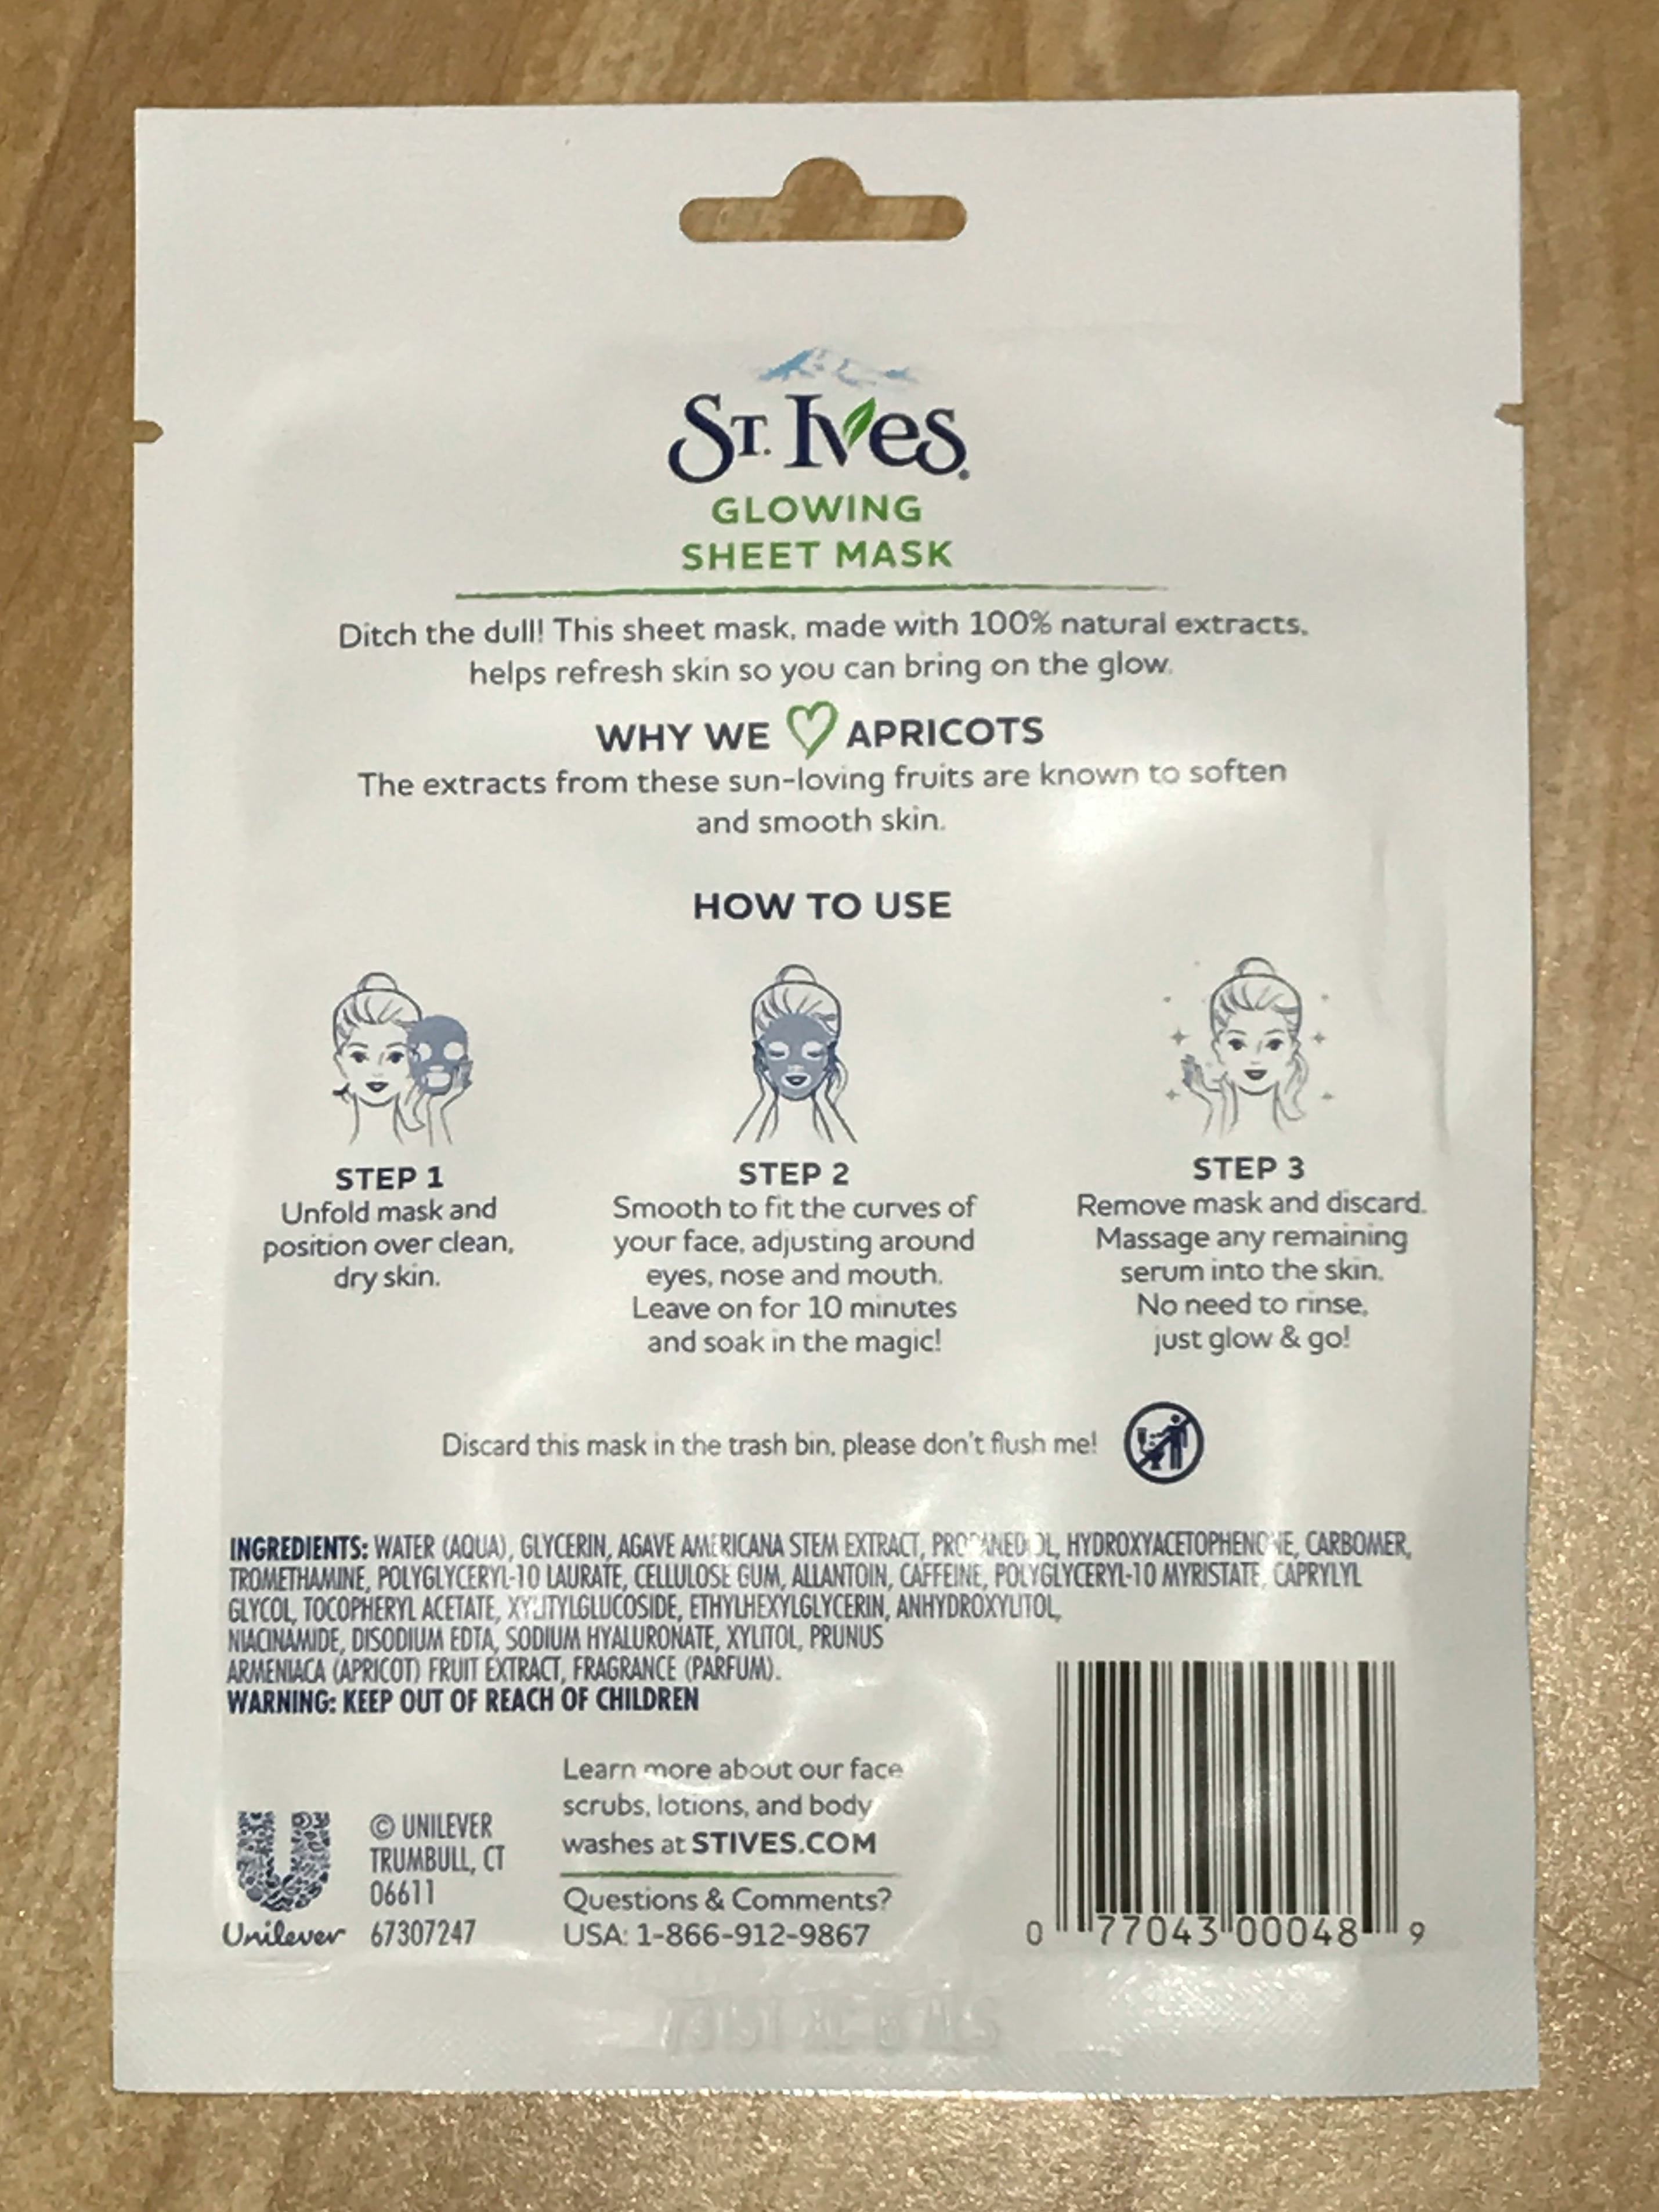 ST. IVES
GLOWING
SHEET MASK
Ditch the dull! This sheet mask, made with 100% natural extracts,
helps refresh skin so you can bring on the glow.
WHY WE APRICOTS
The extracts from these sun-loving fruits are known to soften
and smooth skin.
HOW TO USE
STEP 1
Unfold mask and
position over clean,
dry skin.
STEP 2
Smooth to fit the curves of
your face, adjusting around
eyes, nose and mouth.
Leave on for 10 minutes
and soak in the magic!
STEP 3
Remove mask and discard.
Massage any remaining
serum into the skin.
No need to rinse,
just glow & go!
Discard this mask in the trash bin, please don't flush me!
INGREDIENTS: WATER (AQUA), GLYCERIN, AGAVE AMERICANA STEM EXTRACT, PROPANEDIOL, HYDROXYACETOPHENONE, CARBOMER,
TROMETHAMINE, POLYGLYCERYL-10 LAURATE, CELLULOSE GUM, ALLANTOIN, CAFFEINE, POLYGLYCERYL-10 MYRISTATE, CAPRYLYL
GLYCOL, TOCOPHERYL ACETATE, XYLITYLGLUCOSIDE, ETHYLHEXYLGLYCERIN, ANHYDROXYLITOL,
NIACINAMIDE, DISODIUM EDTA, SODIUM HYALURONATE, XYLITOL, PRUNUS
ARMENIACA (APRICOT) FRUIT EXTRACT, FRAGRANCE (PARFUM).
WARNING: KEEP OUT OF REACH OF CHILDREN
Unilever
© UNILEVER
TRUMBULL, CT
06611
67307247
Learn more about our face
scrubs, lotions, and body
washes at STIVES.COM
Questions & Comments?
USA: 1-866-912-9867
0 77043 00048 9